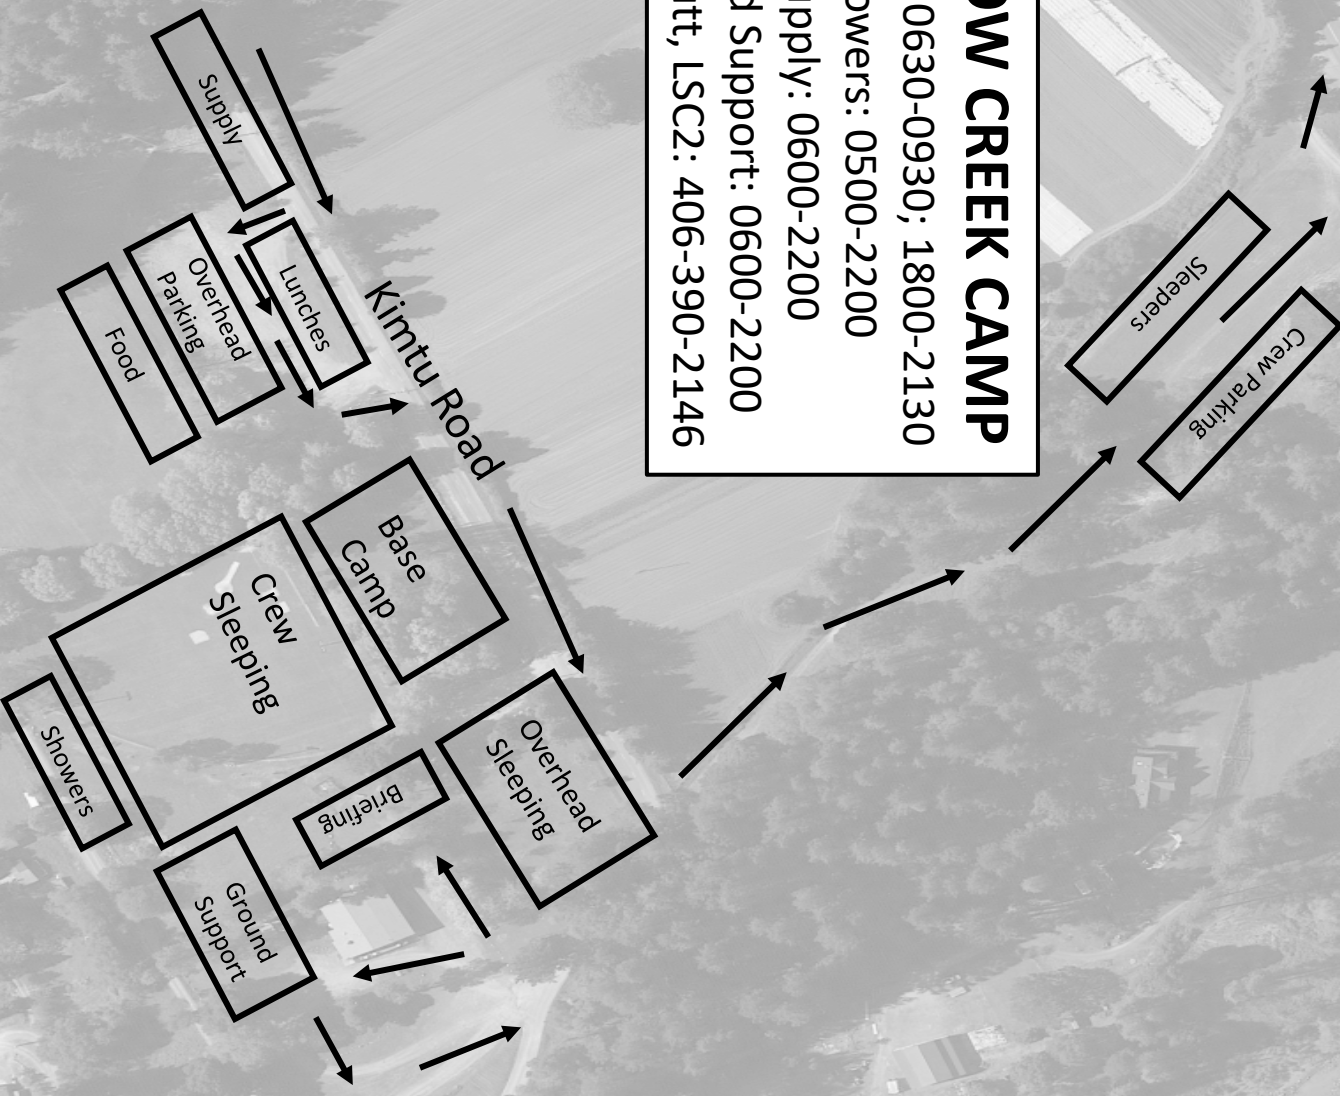 OW CREEK CAMP
0630-0930; 1800-2130
owers: 0500-2200
pply: 0600-2200
d Support: 0600-2200
tt, LSC2: 406-390-2146
Supply
Lunches
Overhead
Parking
Food
Kimtu Road
Base
Camp
Crew
Sleeping
Showers
Briefing
Overhead
Sleeping
Ground
Support
Sleepers
Crew Parking